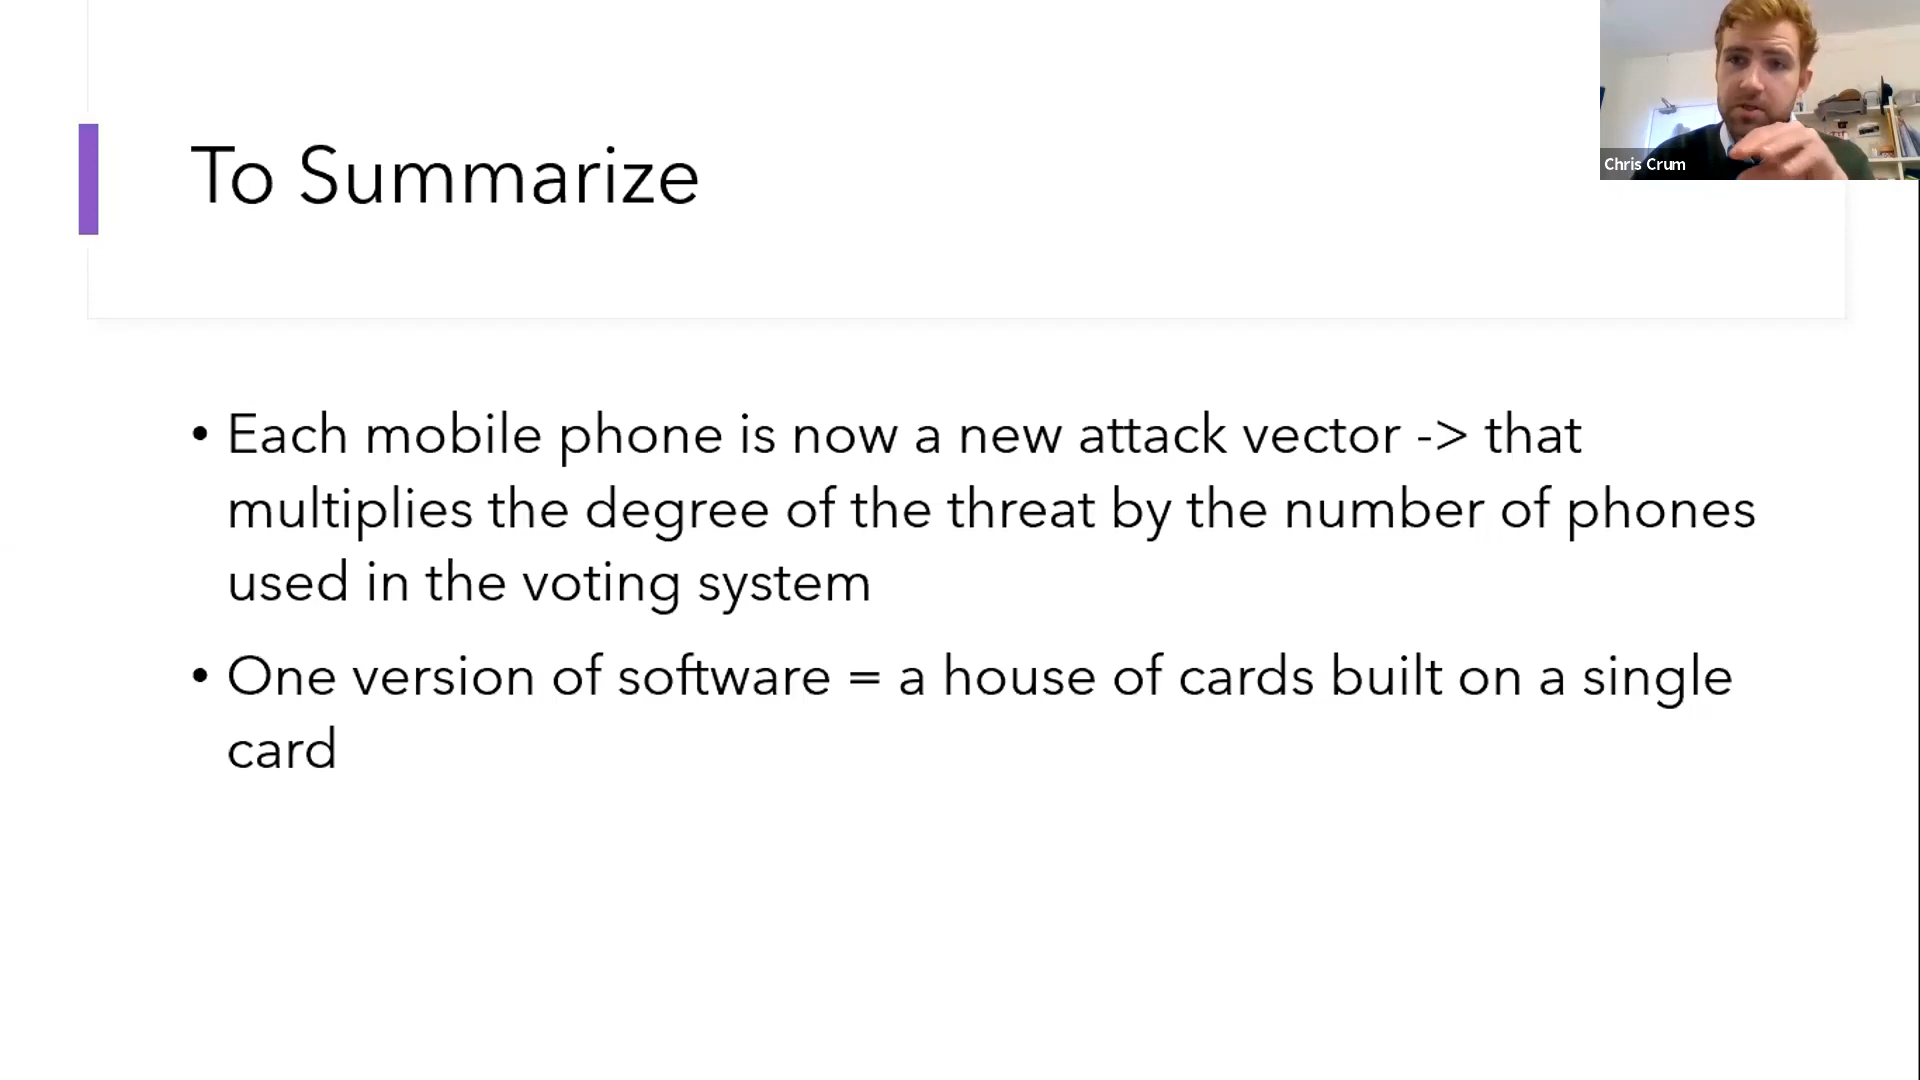 Chris Crum
To Summarize
• Each mobile phone is now a new attack vector -> that
multiplies the degree of the threat by the number of phones
used in the voting system
• One version of software = a house of cards built on a single
card